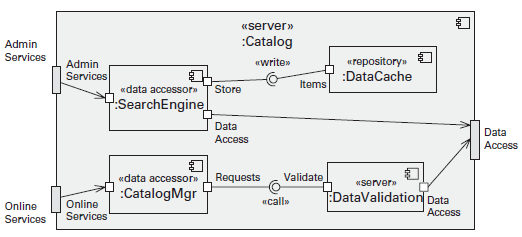 «server»
:Catalog
Admin
Services
Admin
Services
«data accessor»
:SearchEngine
Store
«write»
Items
«repository»
:DataCache
Data
Access
Data
Access
«data accessor»
:CatalogMgr
Requests
«call»
Validate
«server»
:DataValidation
Data
Access
Online
Services
Online
Services